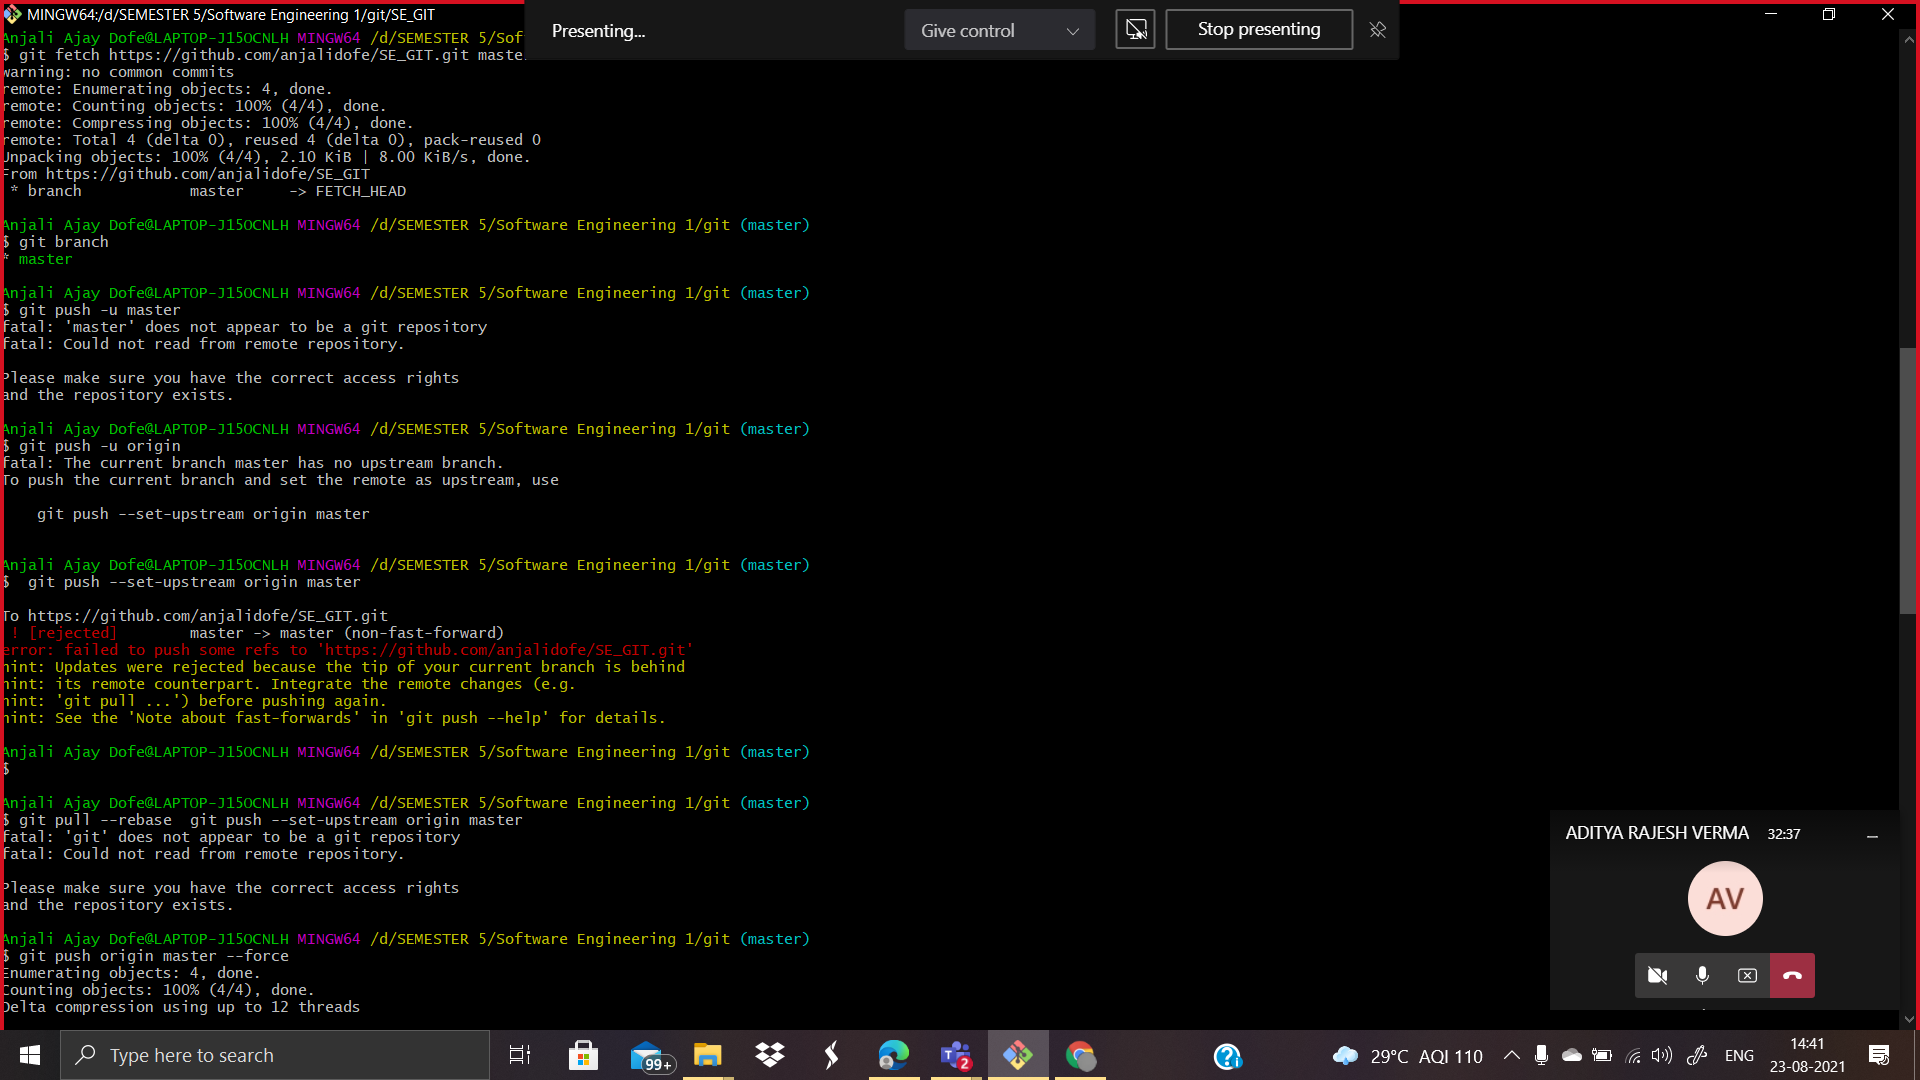 MINGW64:/d/SEMESTER 5/Software Engineering 1/git/SE_GIT
Presenting...
Give control
Stop presenting
Anjali Ajay Dofe@LAPTOP-J15OCNLH MINGW64 /d/SEMESTER 5/Sof
$ git fetch https://github.com/anjalidofe/SE_GIT.git maste
warning: no common commits
remote: Enumerating objects: 4, done.
remote: Counting objects: 100% (4/4), done.
remote: Compressing objects: 100% (4/4), done.
remote: Total 4 (delta 0), reused 4 (delta 0), pack-reused 0
Unpacking objects: 100% (4/4), 2.10 KiB | 8.00 KiB/s, done.
From https://github.com/anjalidofe/SE_GIT
 * branch            master     -> FETCH_HEAD
Anjali Ajay Dofe@LAPTOP-J15OCNLH MINGW64 /d/SEMESTER 5/Software Engineering 1/git (master)
$ git branch
* master
Anjali Ajay Dofe@LAPTOP-J15OCNLH MINGW64 /d/SEMESTER 5/Software Engineering 1/git (master)
$ git push -u master
fatal: 'master' does not appear to be a git repository
fatal: Could not read from remote repository.
Please make sure you have the correct access rights
and the repository exists.
Anjali Ajay Dofe@LAPTOP-J15OCNLH MINGW64 /d/SEMESTER 5/Software Engineering 1/git (master)
$ git push -u origin
fatal: The current branch master has no upstream branch.
To push the current branch and set the remote as upstream, use
    git push --set-upstream origin master
Anjali Ajay Dofe@LAPTOP-J15OCNLH MINGW64 /d/SEMESTER 5/Software Engineering 1/git (master)
$  git push --set-upstream origin master
To https://github.com/anjalidofe/SE_GIT.git
 ! [rejected]        master -> master (non-fast-forward)
error: failed to push some refs to 'https://github.com/anjalidofe/SE_GIT.git'
hint: Updates were rejected because the tip of your current branch is behind
hint: its remote counterpart. Integrate the remote changes (e.g.
hint: 'git pull ...') before pushing again.
hint: See the 'Note about fast-forwards' in 'git push --help' for details.
Anjali Ajay Dofe@LAPTOP-J15OCNLH MINGW64 /d/SEMESTER 5/Software Engineering 1/git (master)
$
Anjali Ajay Dofe@LAPTOP-J15OCNLH MINGW64 /d/SEMESTER 5/Software Engineering 1/git (master)
$ git pull --rebase  git push --set-upstream origin master
fatal: 'git' does not appear to be a git repository
fatal: Could not read from remote repository.
Please make sure you have the correct access rights
and the repository exists.
Anjali Ajay Dofe@LAPTOP-J15OCNLH MINGW64 /d/SEMESTER 5/Software Engineering 1/git (master)
$ git push origin master --force
Enumerating objects: 4, done.
Counting objects: 100% (4/4), done.
Delta compression using up to 12 threads
ADITYA RAJESH VERMA 32:37
AV
Type here to search
99+
2
29°C AQI 110
ENG
14:41
23-08-2021